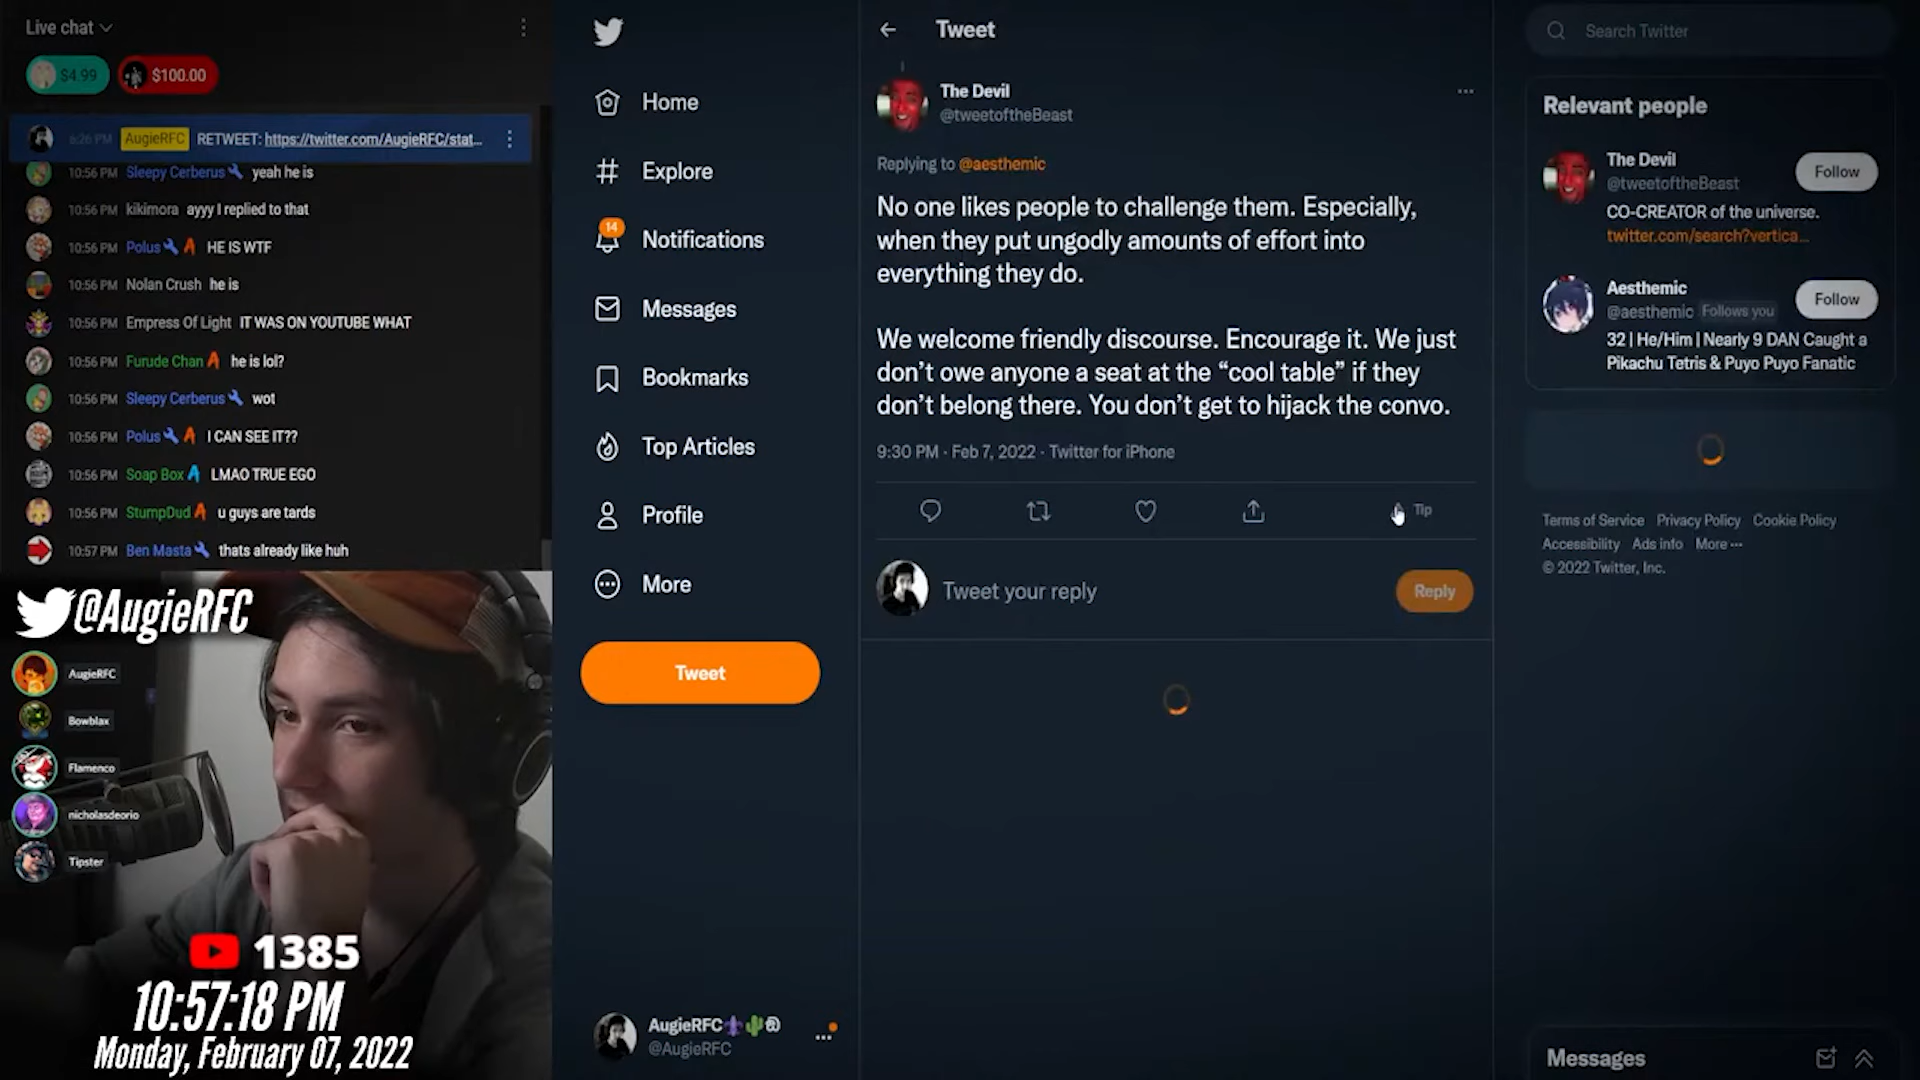 Live chat
$4.99
$100.00
6:26 PM AugieRFC RETWEET: https://twitter.com/AugieRFC/stat...
10:56 PM Sleepy Cerberus yeah he is
10:56 PM kikimora ayyy I replied to that
10:56 PM Polus HE IS WTF
10:56 PM Nolan Crush he is
10:56 PM Empress Of Light IT WAS ON YOUTUBE WHAT
10:56 PM Furude Chan he is lol?
10:56 PM Sleepy Cerberus wot
10:56 PM Polus I CAN SEE IT??
10:56 PM Soap Box LMAO TRUE EGO
10:56 PM StumpDud u guys are tards
10:57 PM Ben Masta thats already like huh
@AugieRFC
AugieRFC
Bowblax
Flamenco
nicholasdeorio
Tipster
1385
10:57:18 PM
Monday, February 07, 2022
Home
Explore
14
Notifications
Messages
Bookmarks
Top Articles
Profile
More
Tweet
AugieRFC
@AugieRFC
Tweet
The Devil
@tweetoftheBeast
Replying to @aesthemic
No one likes people to challenge them. Especially,
when they put ungodly amounts of effort into
everything they do.
We welcome friendly discourse. Encourage it. We just
don’t owe anyone a seat at the “cool table” if they
don’t belong there. You don’t get to hijack the convo.
9:30 PM · Feb 7, 2022 · Twitter for iPhone
Tip
Tweet your reply
Reply
Search Twitter
Relevant people
The Devil
@tweetoftheBeast
Follow
CO-CREATOR of the universe.
twitter.com/search?vertica...
Aesthemic
@aesthemic Follows you
Follow
32 | He/Him | Nearly 9 DAN Caught a
Pikachu Tetris & Puyo Puyo Fanatic
Terms of Service Privacy Policy Cookie Policy
Accessibility Ads info More ···
© 2022 Twitter, Inc.
Messages